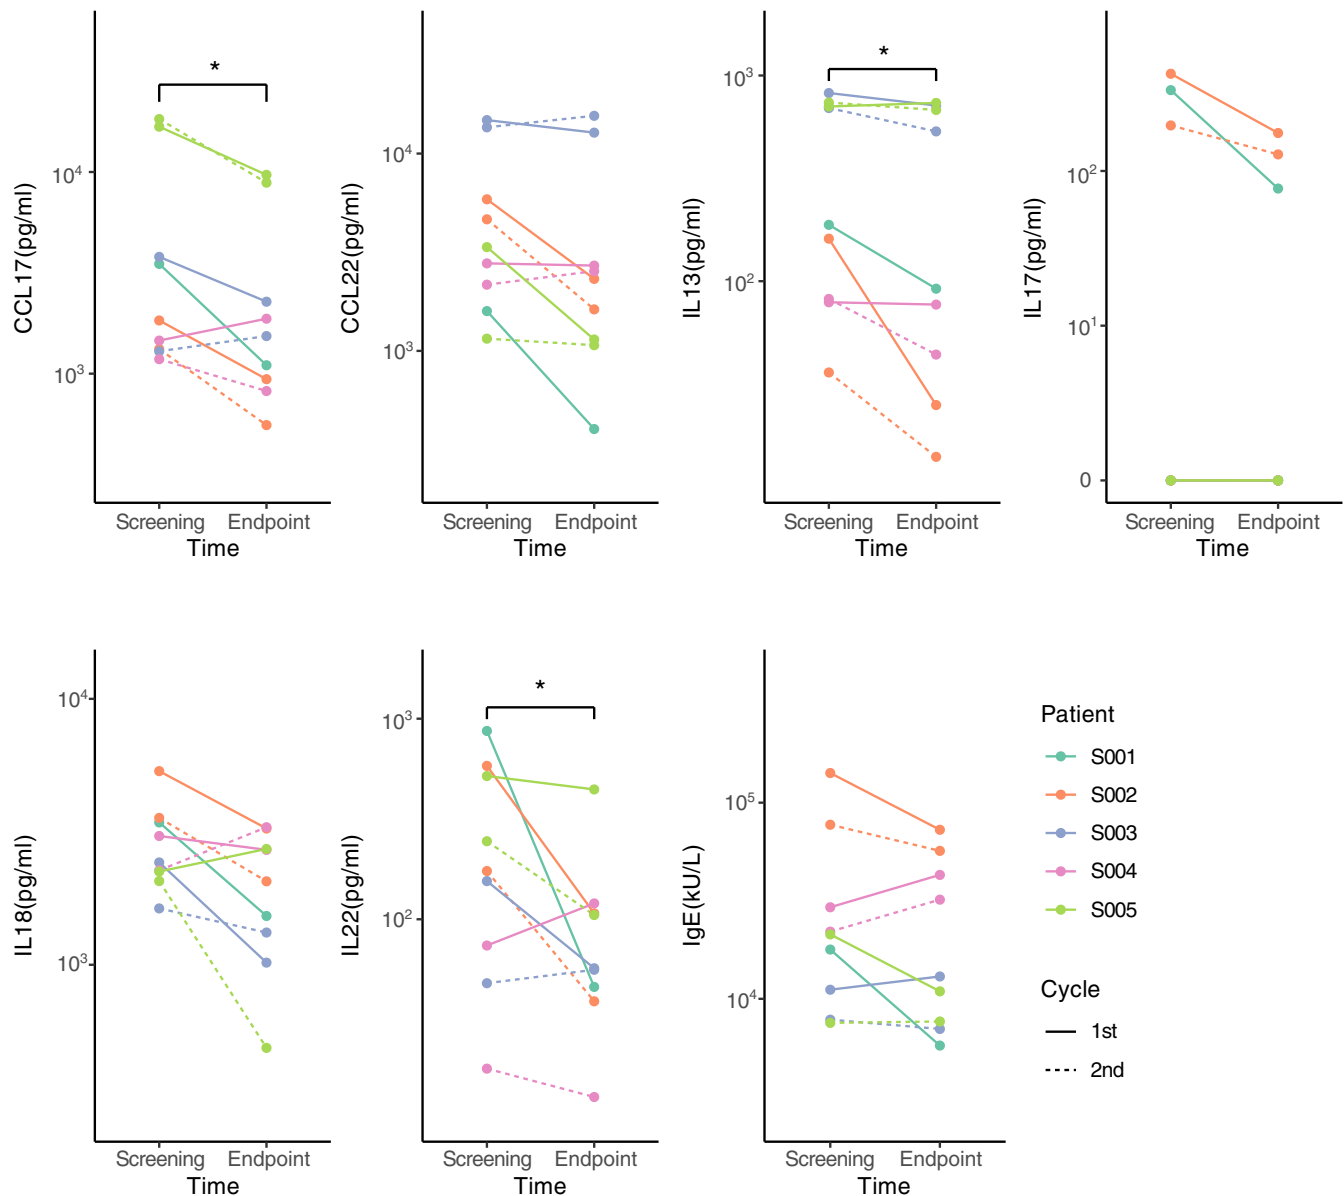 *
CCL17(pg/ml)
10⁴
10³
Screening Endpoint
Time
CCL22(pg/ml)
10⁴
10³
Screening Endpoint
Time
*
IL13(pg/ml)
10³
10²
Screening Endpoint
Time
IL17(pg/ml)
10²
10¹
0
Screening Endpoint
Time
IL18(pg/ml)
10⁴
10³
Screening Endpoint
Time
*
IL22(pg/ml)
10³
10²
Screening Endpoint
Time
IgE(kU/L)
10⁵
10⁴
Screening Endpoint
Time
Patient
S001
S002
S003
S004
S005
Cycle
1st
2nd